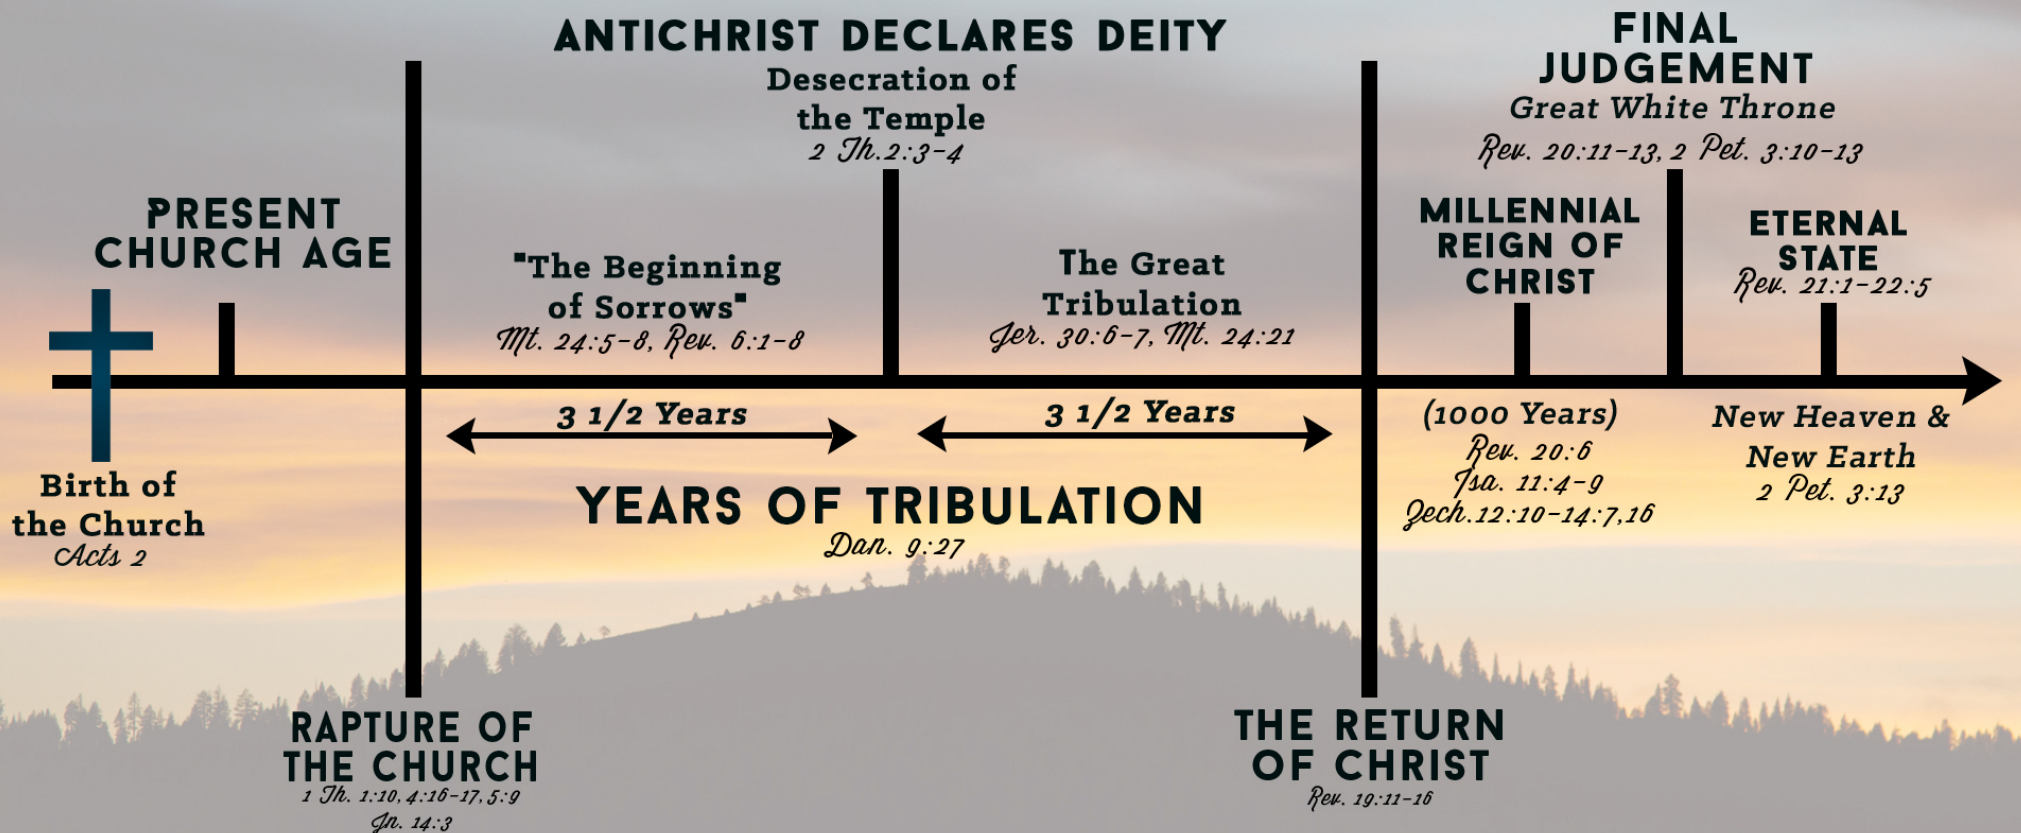 ANTICHRIST DECLARES DEITY
Desecration of
the Temple
2 Th.2:3-4
FINAL
JUDGEMENT
Great White Throne
Rev. 20:11-13, 2 Pet. 3:10-13
PRESENT
CHURCH AGE
"The Beginning
of Sorrows"
Mt. 24:5-8, Rev. 6:1-8
The Great
Tribulation
Jer. 30:6-7, Mt. 24:21
MILLENNIAL
REIGN OF
CHRIST
ETERNAL
STATE
Rev. 21:1-22:5
3 1/2 Years
3 1/2 Years
(1000 Years)
Rev. 20:6
Isa. 11:4-9
Zech.12:10-14:7,16
New Heaven &
New Earth
2 Pet. 3:13
Birth of
the Church
Acts 2
YEARS OF TRIBULATION
Dan. 9:27
RAPTURE OF
THE CHURCH
1 Th. 1:10, 4:16-17, 5:9
Jn. 14:3
THE RETURN
OF CHRIST
Rev. 19:11-16